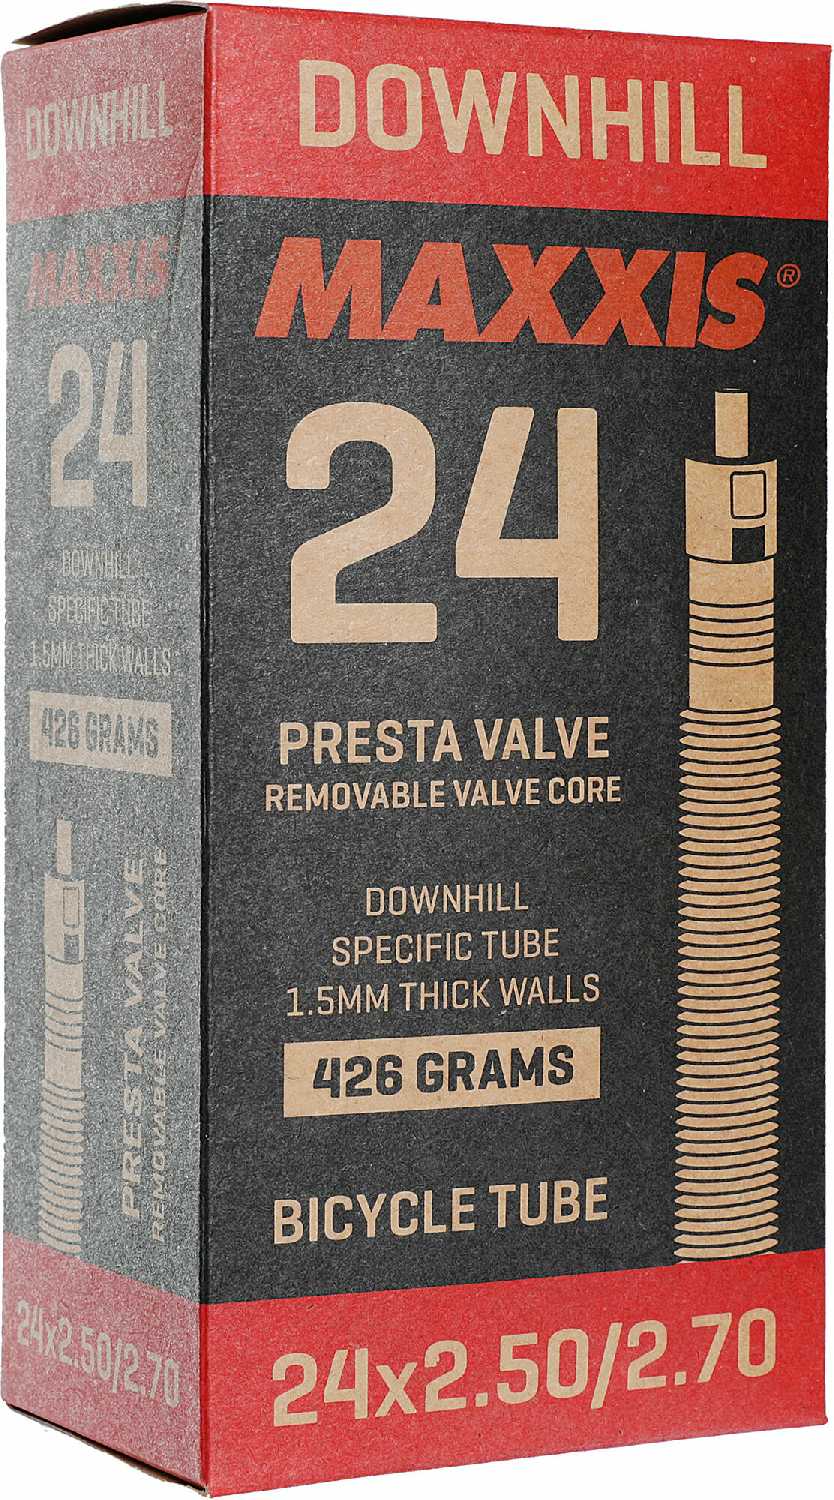 DOWNHILL
MAXXIS®
24
PRESTA VALVE
REMOVABLE VALVE CORE
DOWNHILL
SPECIFIC TUBE
1.5MM THICK WALLS
426 GRAMS
BICYCLE TUBE
24x2.50/2.70
DOWNHILL
MAXXIS
24
DOWNHILL
SPECIFIC TUBE
1.5MM THICK WALLS
426 GRAMS
PRESTA VALVE
REMOVABLE VALVE CORE
24x2.50/2.70